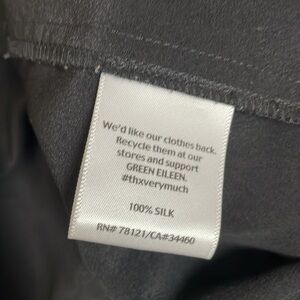 We'd like our clothes back.
Recycle them at our
stores and support
GREEN EILEEN.
#thxverymuch
100% SILK
RN# 78121/CA#34460